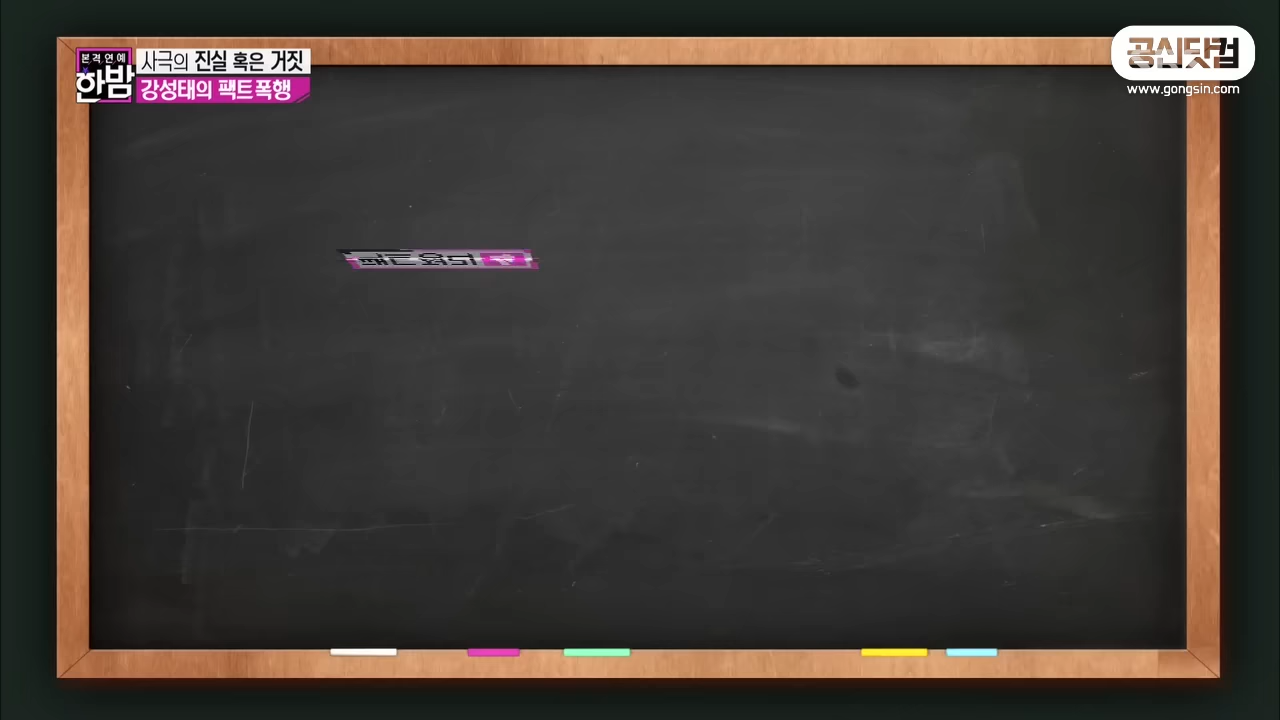 본격연예
한밤
사극의 진실 혹은 거짓
강성태의 팩트폭행
공신닷컴
www.gongsin.com